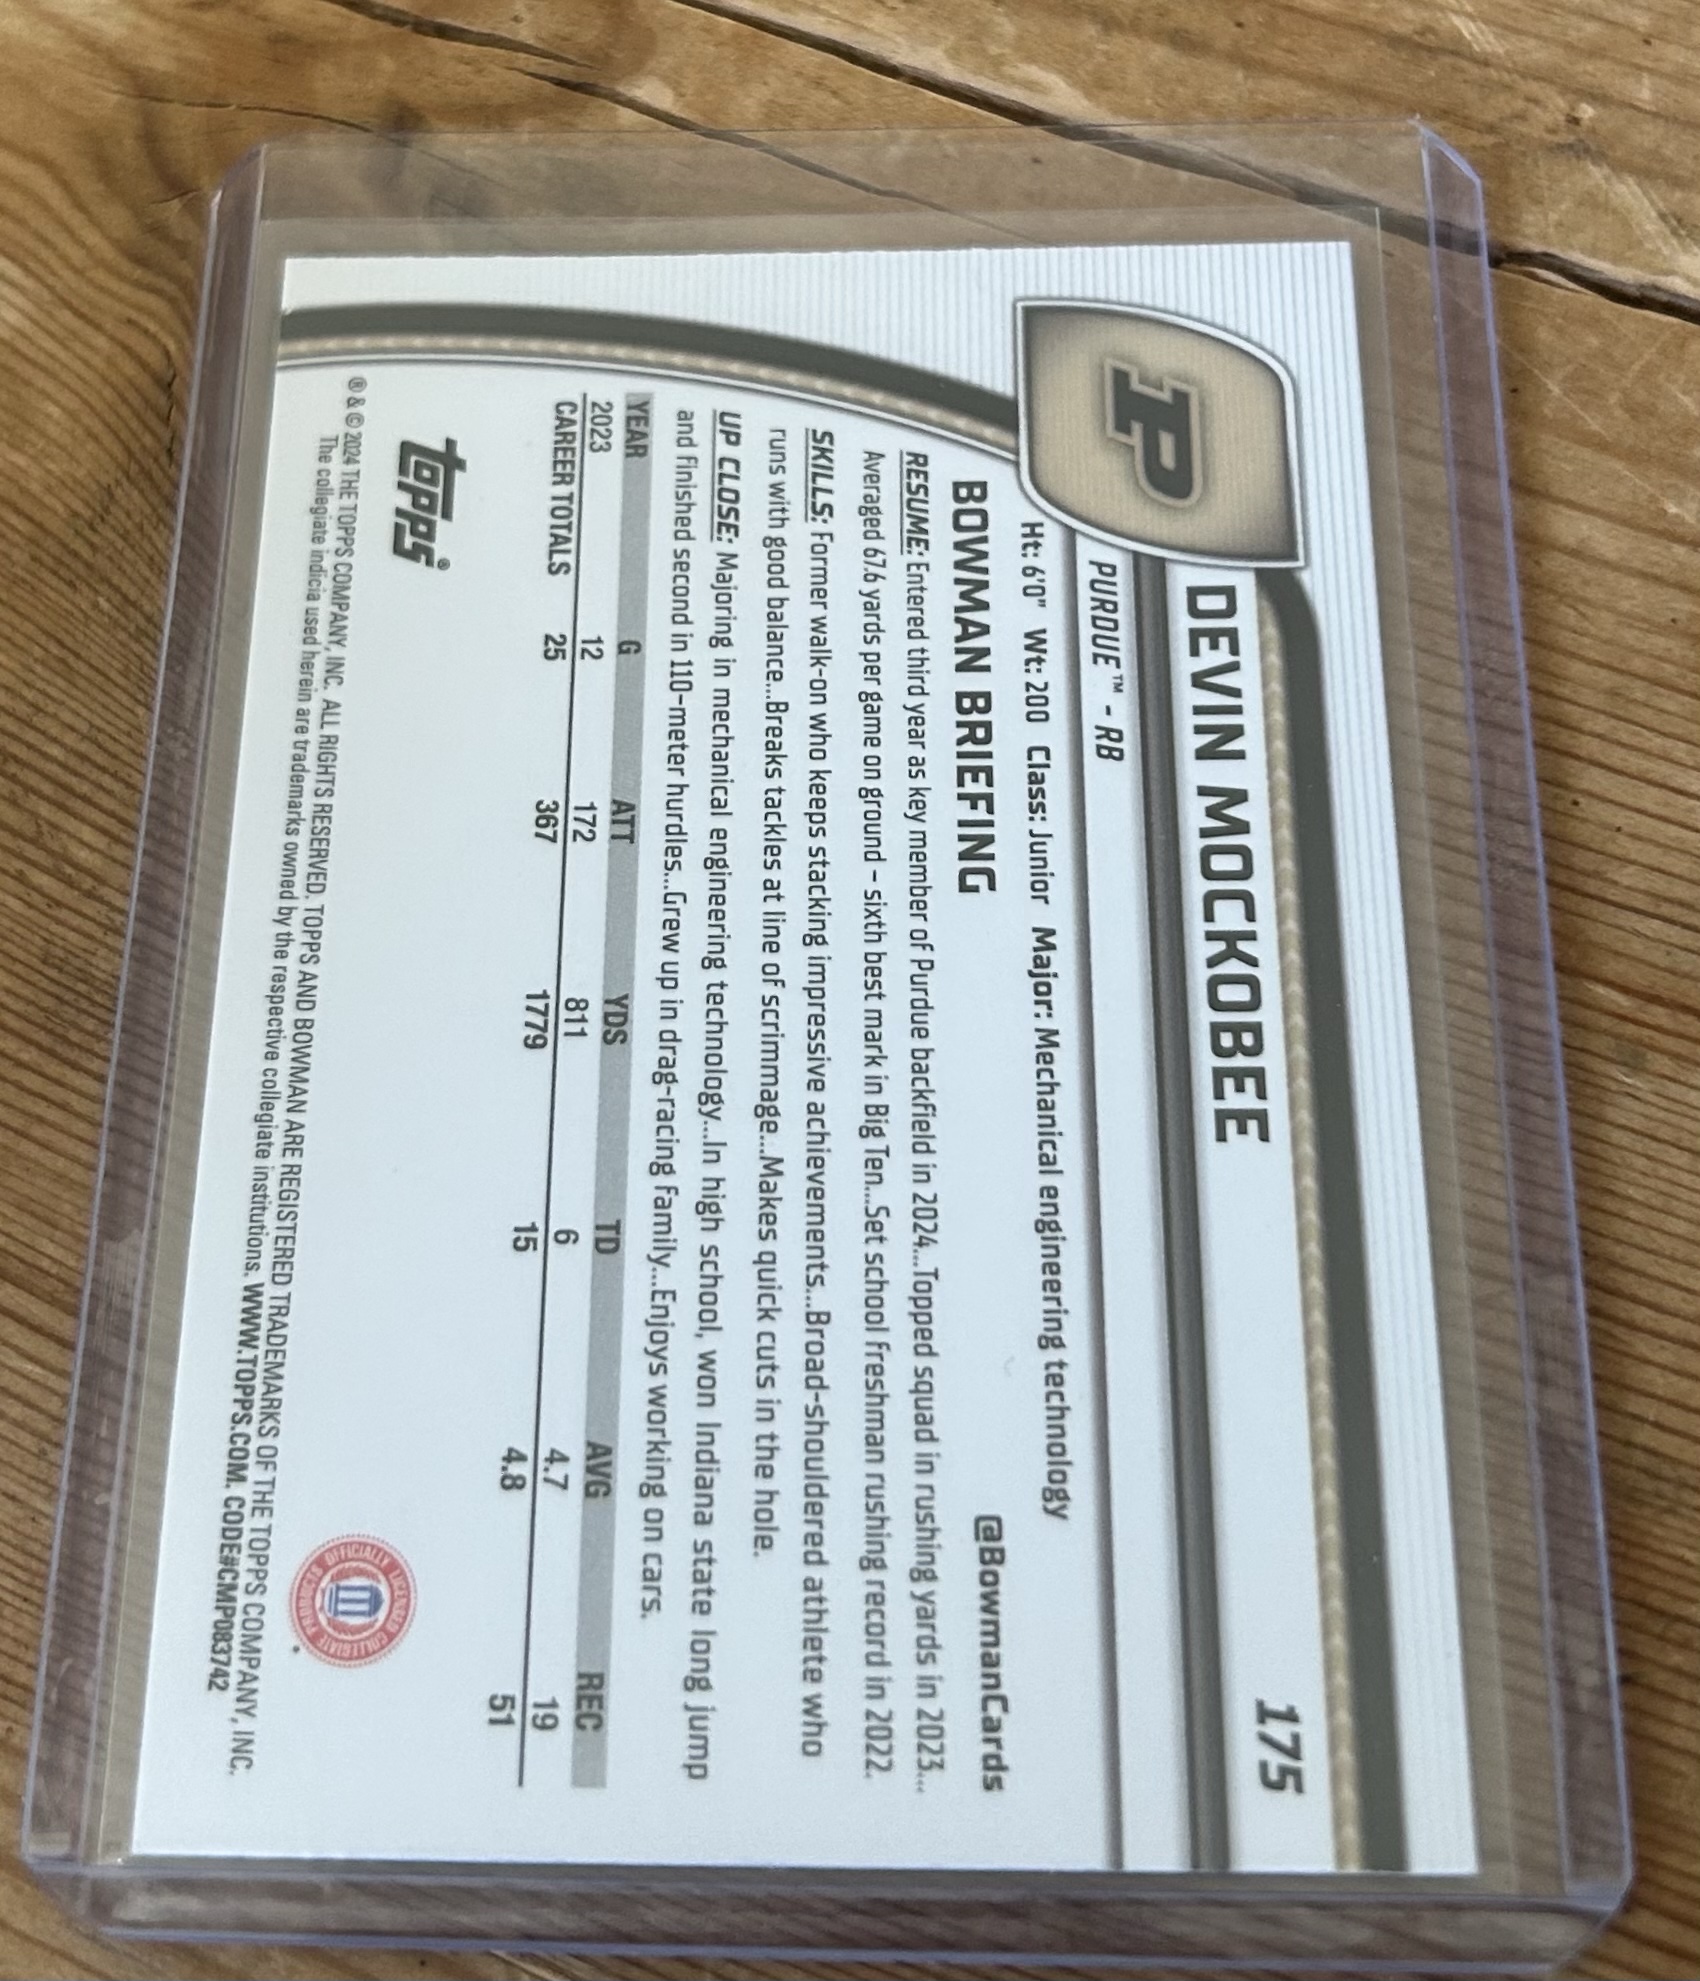 175
DEVIN MOCKOBEE
P
PURDUE™ - RB
Ht: 6'0" Wt: 200 Class: Junior Major: Mechanical engineering technology
BOWMAN BRIEFING @BowmanCards
RESUME: Entered third year as key member of Purdue backfield in 2024...Topped squad in rushing yards in 2023...
Averaged 67.6 yards per game on ground – sixth best mark in Big Ten...Set school freshman rushing record in 2022.
SKILLS: Former walk-on who keeps stacking impressive achievements...Broad-shouldered athlete who
runs with good balance...Breaks tackles at line of scrimmage...Makes quick cuts in the hole.
UP CLOSE: Majoring in mechanical engineering technology...In high school, won Indiana state long jump
and finished second in 110-meter hurdles...Grew up in drag-racing family...Enjoys working on cars.
YEAR G ATT YDS TD AVG REC
2023 12 172 811 6 4.7 19
CAREER TOTALS 25 367 1779 15 4.8 51
topps®
OFFICIALLY LICENSED COLLEGIATE PRODUCTS
® & © 2024 THE TOPPS COMPANY, INC. ALL RIGHTS RESERVED. TOPPS AND BOWMAN ARE REGISTERED TRADEMARKS OF THE TOPPS COMPANY, INC.
The collegiate indicia used herein are trademarks owned by the respective collegiate institutions. WWW.TOPPS.COM. CODE#CMP083742